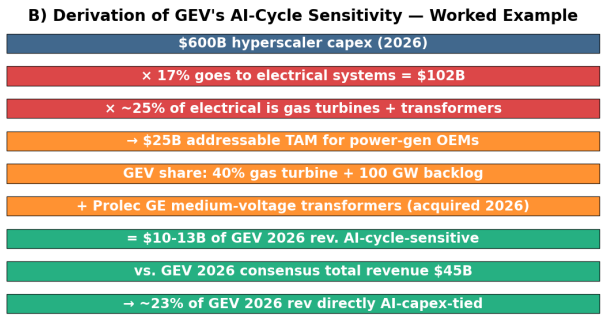 B) Derivation of GEV's AI-Cycle Sensitivity — Worked Example
$600B hyperscaler capex (2026)
× 17% goes to electrical systems = $102B
× ~25% of electrical is gas turbines + transformers
→ $25B addressable TAM for power-gen OEMs
GEV share: 40% gas turbine + 100 GW backlog
+ Prolec GE medium-voltage transformers (acquired 2026)
= $10-13B of GEV 2026 rev. AI-cycle-sensitive
vs. GEV 2026 consensus total revenue $45B
→ ~23% of GEV 2026 rev directly AI-capex-tied